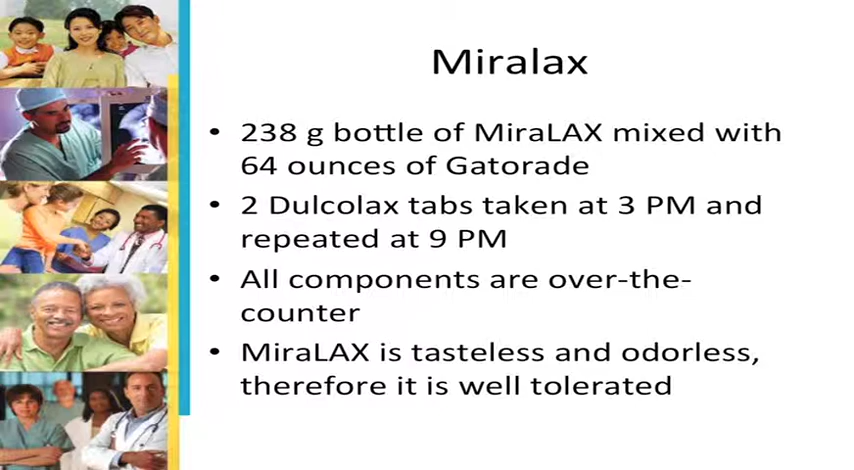 Miralax
• 238 g bottle of MiraLAX mixed with
64 ounces of Gatorade
• 2 Dulcolax tabs taken at 3 PM and
repeated at 9 PM
• All components are over-the-
counter
• MiraLAX is tasteless and odorless,
therefore it is well tolerated